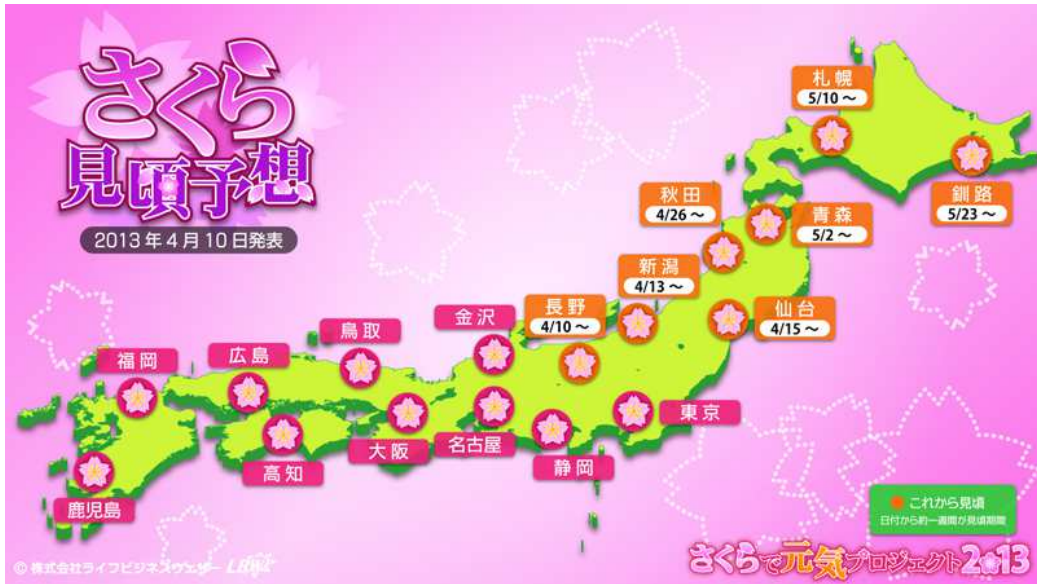 さくら
見頃予想
2013年4月10日発表
札幌
5/10～
釧路
5/23～
秋田
4/26～
青森
5/2～
新潟
4/13～
仙台
4/15～
長野
4/10～
金沢
鳥取
広島
福岡
東京
名古屋
大阪
静岡
高知
鹿児島
これから見頃
日付から約一週間が見頃期間
さくらで元気プロジェクト2013
© 株式会社ライフビジネスウェザー